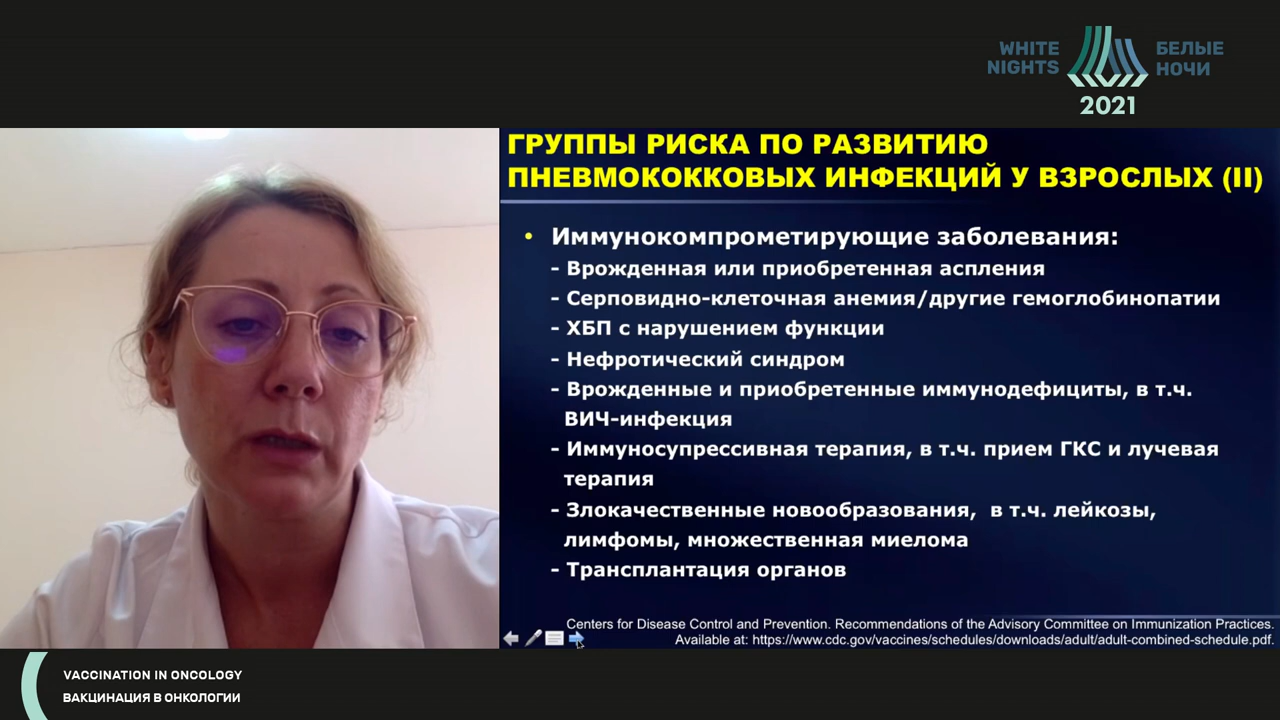 WHITE
NIGHTS
БЕЛЫЕ
НОЧИ
2021
ГРУППЫ РИСКА ПО РАЗВИТИЮ
ПНЕВМОКОККОВЫХ ИНФЕКЦИЙ У ВЗРОСЛЫХ (II)
• Иммунокомпрометирующие заболевания:
- Врожденная или приобретенная аспления
- Серповидно-клеточная анемия/другие гемоглобинопатии
- ХБП с нарушением функции
- Нефротический синдром
- Врожденные и приобретенные иммунодефициты, в т.ч.
ВИЧ-инфекция
- Иммуносупрессивная терапия, в т.ч. прием ГКС и лучевая
терапия
- Злокачественные новообразования, в т.ч. лейкозы,
лимфомы, множественная миелома
- Трансплантация органов
Centers for Disease Control and Prevention. Recommendations of the Advisory Committee on Immunization Practices.
Available at: https://www.cdc.gov/vaccines/schedules/downloads/adult/adult-combined-schedule.pdf.
VACCINATION IN ONCOLOGY
ВАКЦИНАЦИЯ В ОНКОЛОГИИ